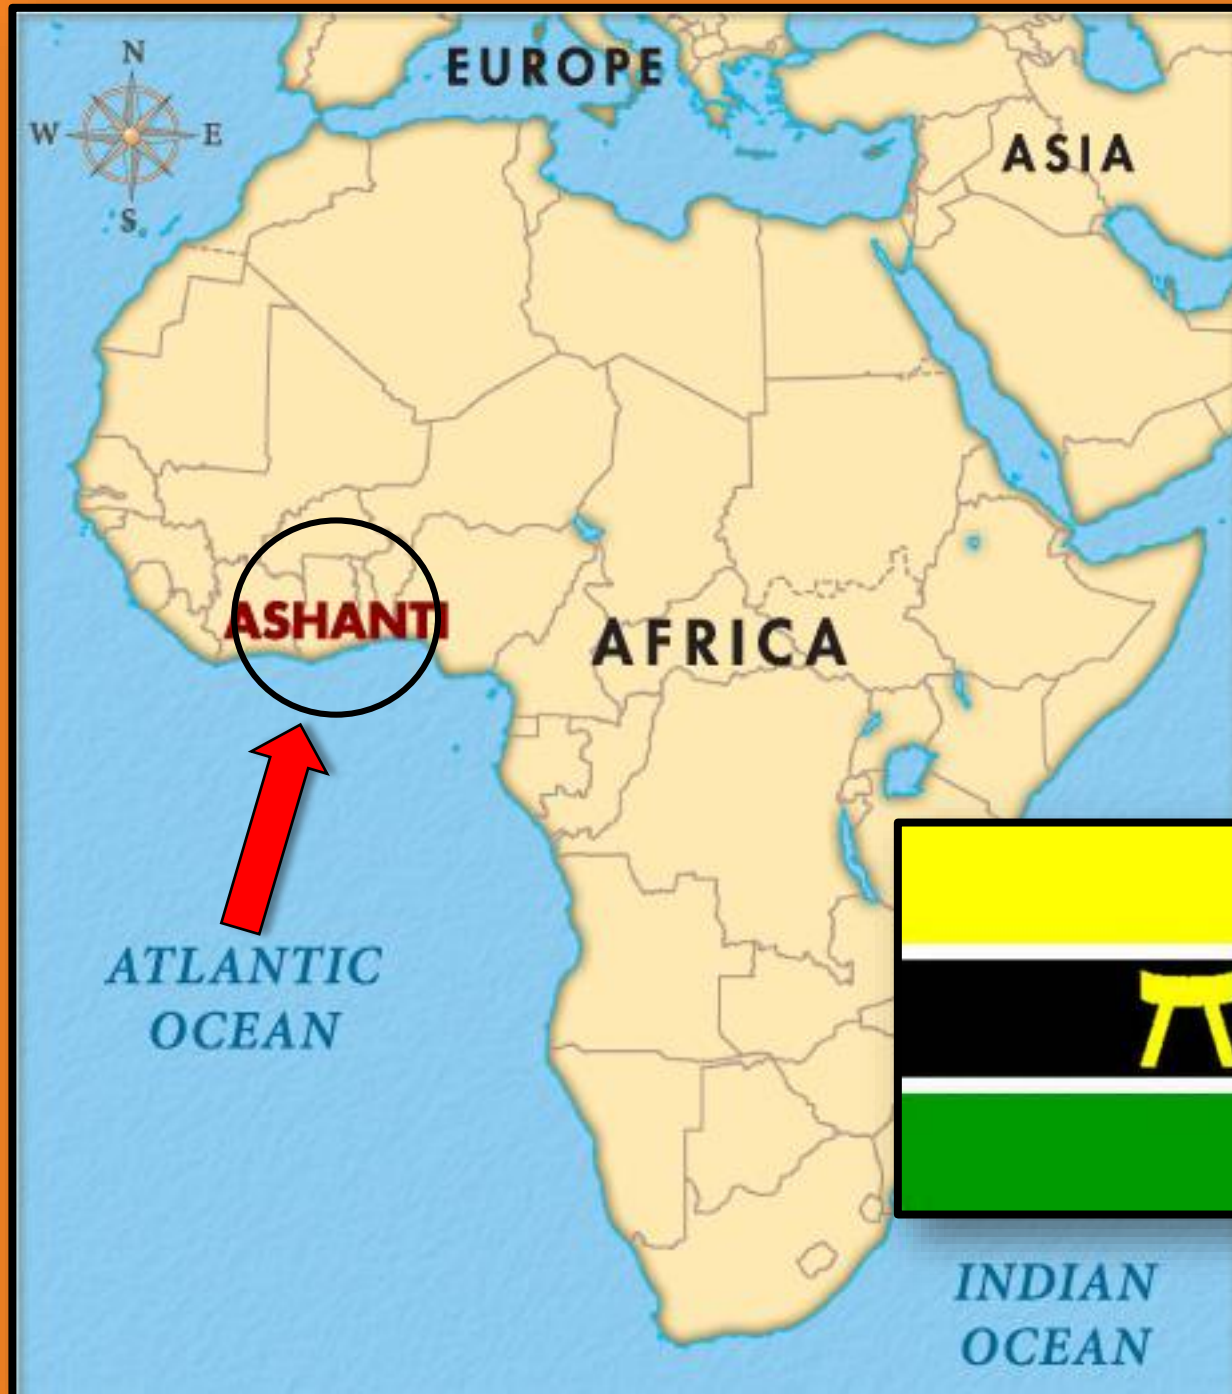 N
EUROPE
W
E
ASIA
S
ASHANTI
AFRICA
ATLANTIC
OCEAN
INDIAN
OCEAN